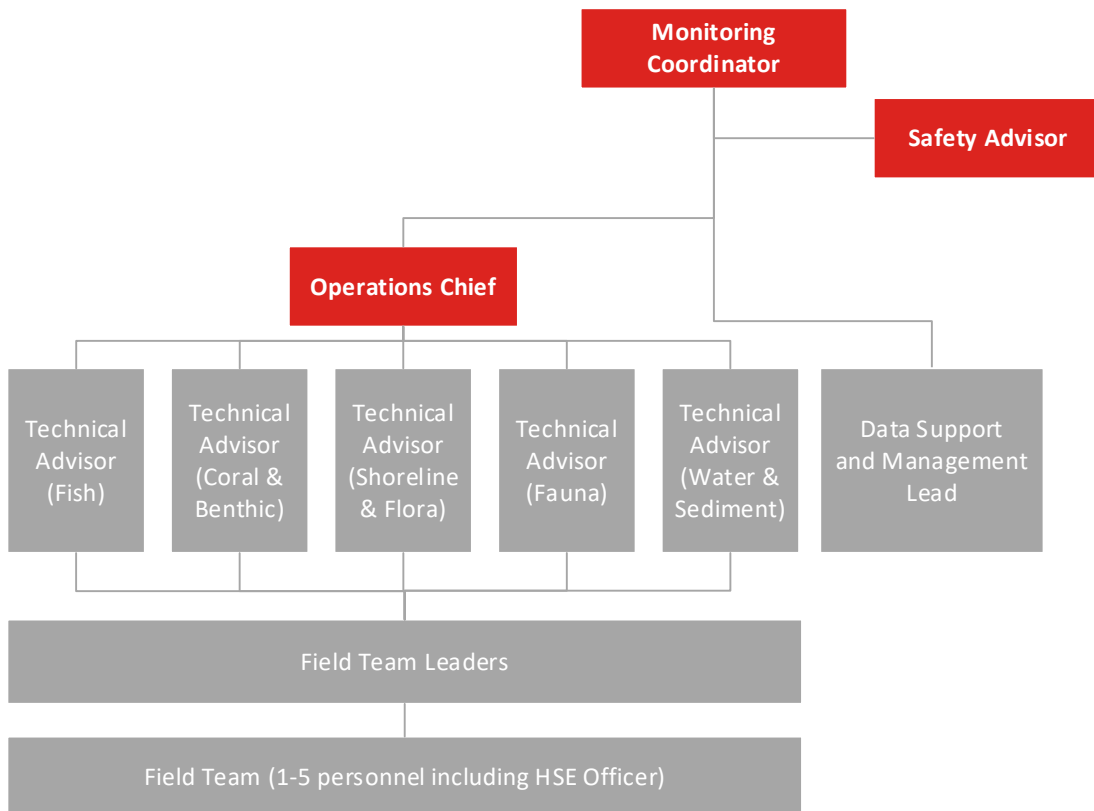 Monitoring
Coordinator
Safety Advisor
Operations Chief
Technical
Advisor
(Fish)
Technical
Advisor
(Coral &
Benthic)
Technical
Advisor
(Shoreline
& Flora)
Technical
Advisor
(Fauna)
Technical
Advisor
(Water &
Sediment)
Data Support
and Management
Lead
Field Team Leaders
Field Team (1-5 personnel including HSE Officer)